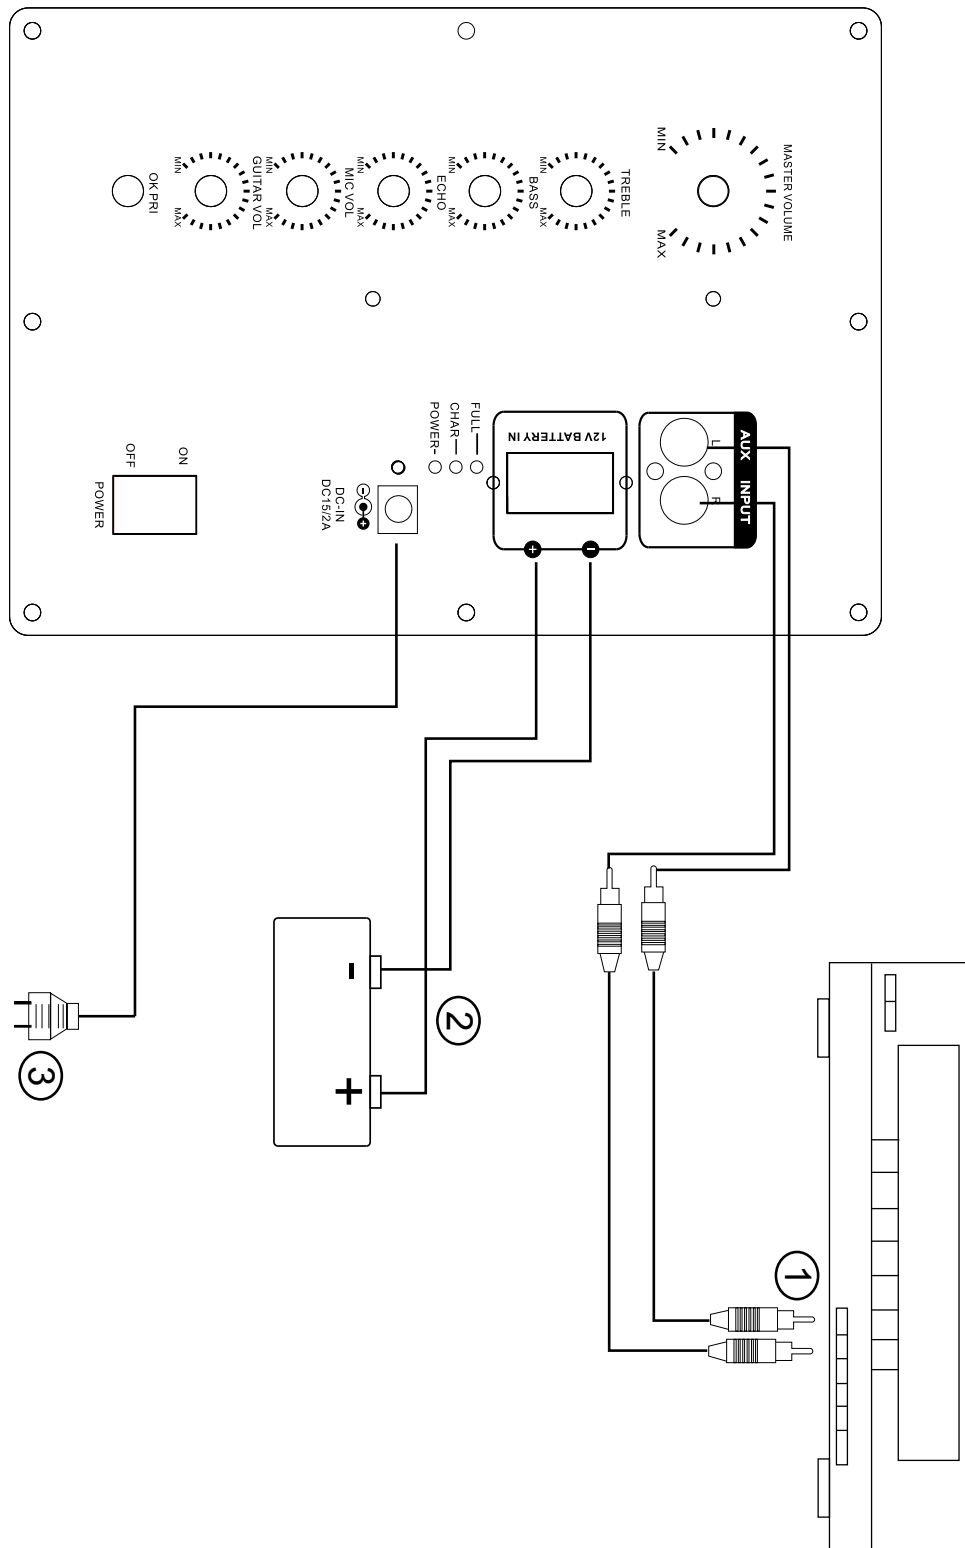 MASTER VOLUME
MIN
MAX
TREBLE
MIN
MAX
BASS
MIN
MAX
ECHO
MIN
MAX
MIC VOL
MIN
MAX
GUITAR VOL
MIN
MAX
OK PRI
AUX INPUT
L
R
12V BATTERY IN
+
-
FULL
CHAR
POWER
DC-IN
DC15/2A
- +
ON
OFF
POWER
1
2
- +
3